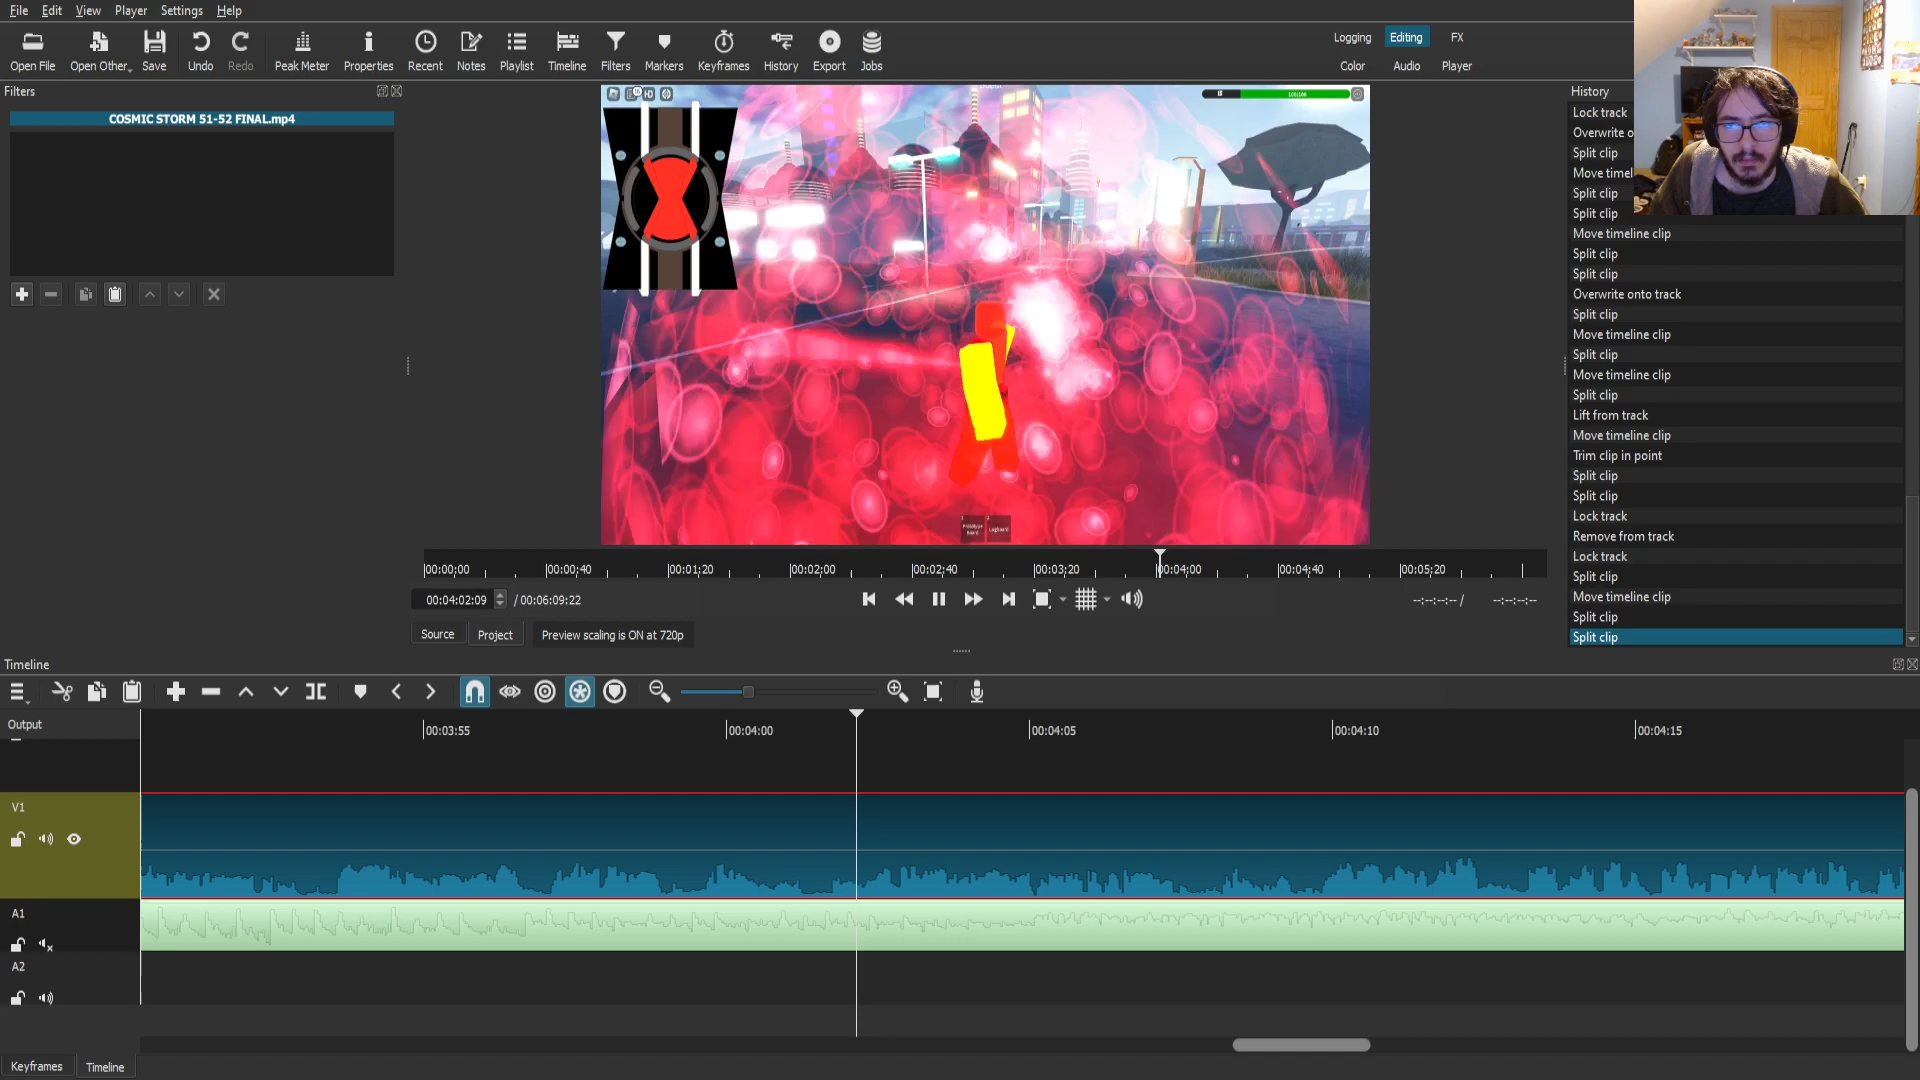 File Edit View Player Settings Help
Open File Open Other... Save Undo Redo Peak Meter Properties Recent Notes Playlist Timeline Filters Markers Keyframes History Export Jobs
Logging Editing FX
Color Audio Player
Filters
COSMIC STORM 51-52 FINAL.mp4
100/100
HD
History
Lock track
Overwrite o
Split clip
Move timel
Split clip
Split clip
Move timeline clip
Split clip
Split clip
Overwrite onto track
Split clip
Move timeline clip
Split clip
Move timeline clip
Split clip
Lift from track
Move timeline clip
Trim clip in point
Split clip
Split clip
Lock track
Remove from track
Lock track
Split clip
Move timeline clip
Split clip
Split clip
00:00;00 00:00;40 00:01;20 00:02;00 00:02;40 00:03;20 00:04;00 00:04;40 00:05;20
00:04:02:09 / 00:06:09:22
--:--:--:-- / --:--:--:--
Source Project Preview scaling is ON at 720p
Timeline
Output
00:03:55 00:04:00 00:04:05 00:04:10 00:04:15
V1
A1
A2
Keyframes Timeline